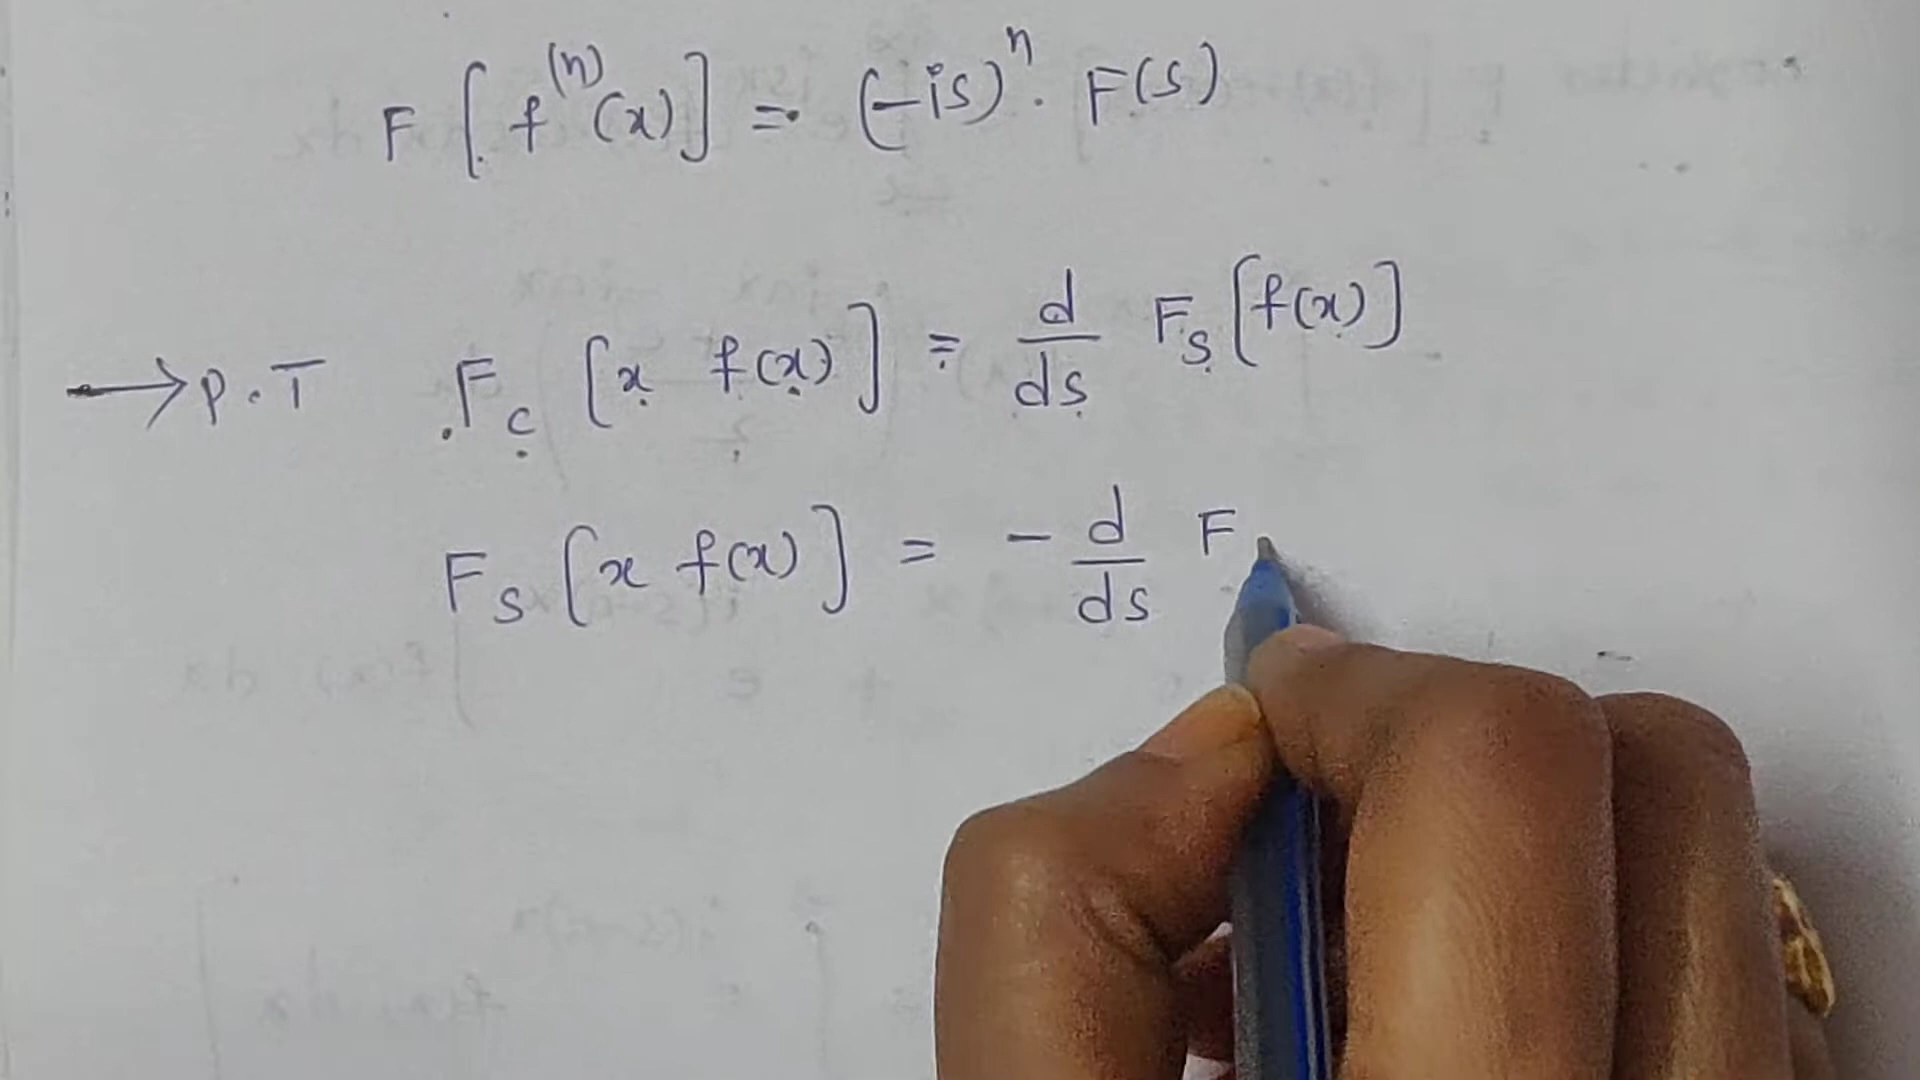 F [f⁽ⁿ⁾(x)] = (-is)ⁿ. F(s)
→ P.T F_c [x f(x)] = d/ds F_s [f(x)]
F_s [x f(x)] = - d/ds F